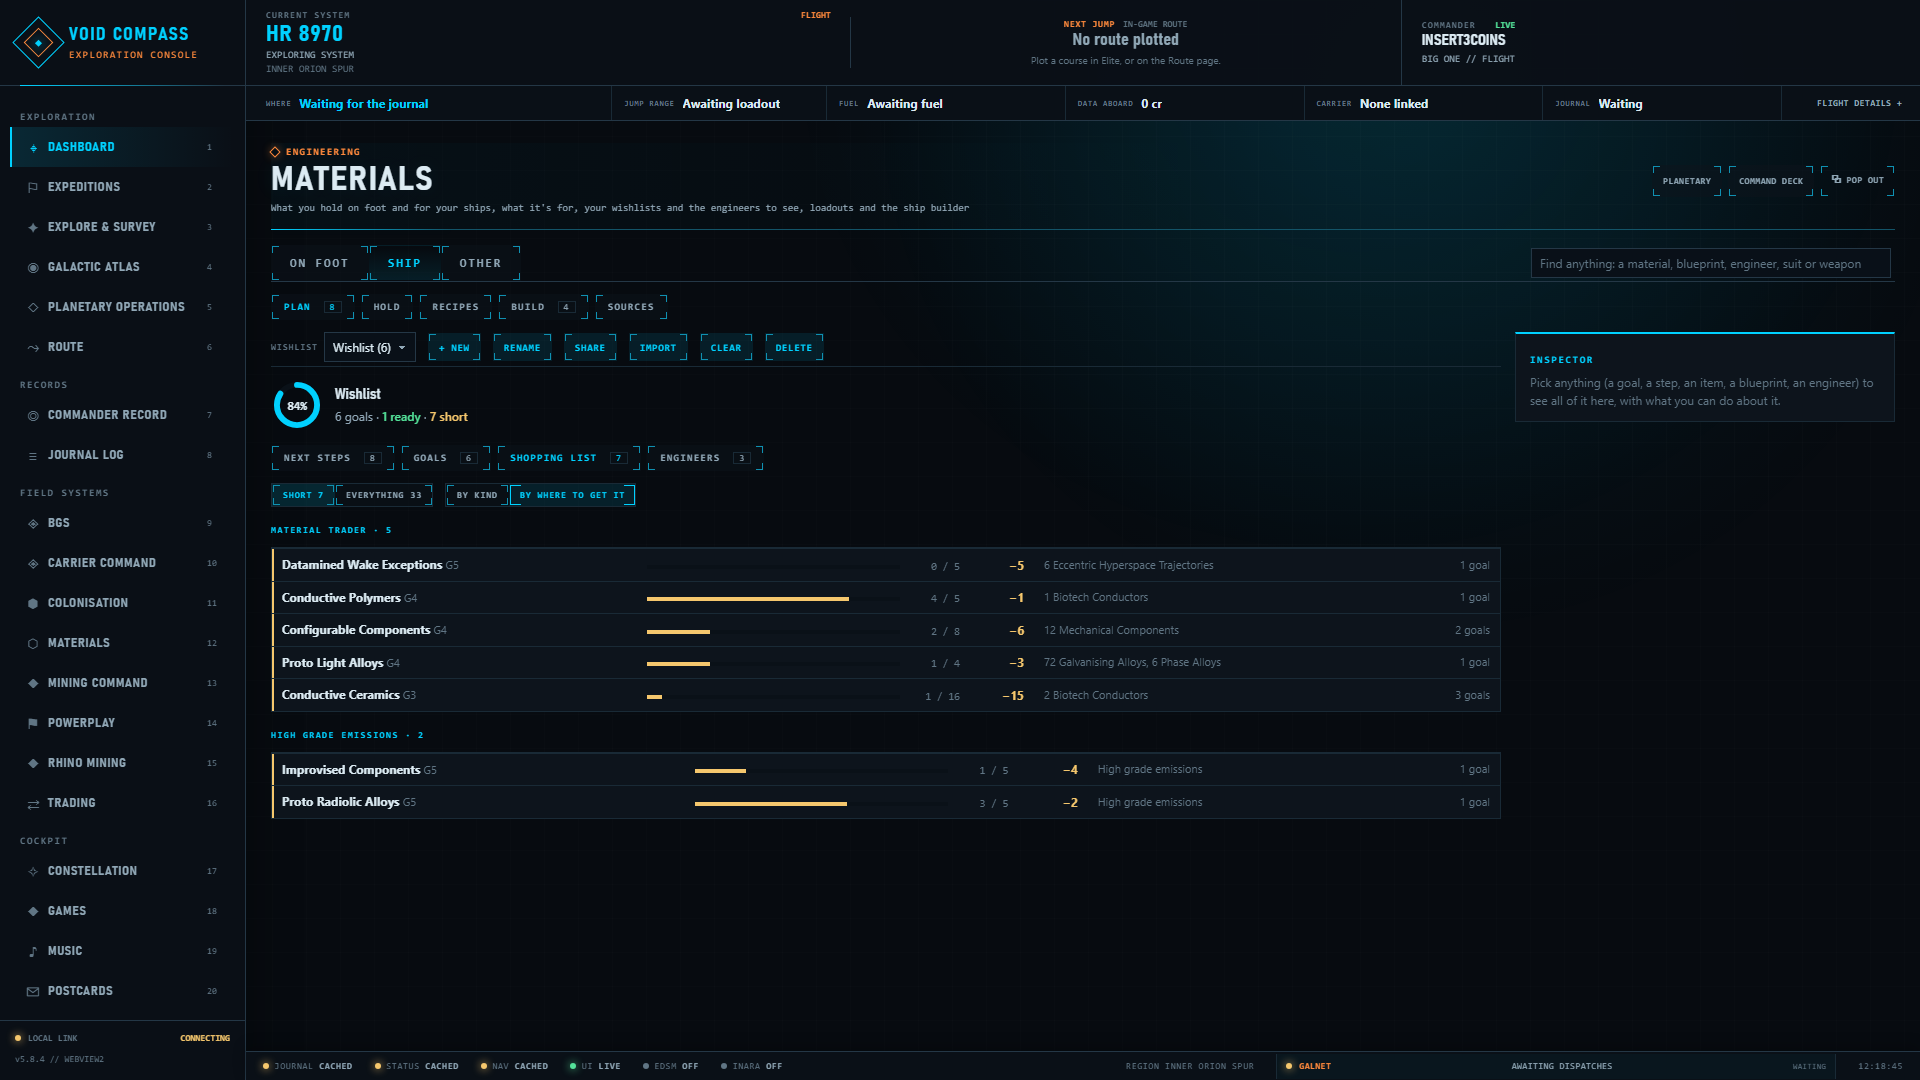 VOID COMPASS
EXPLORATION CONSOLE
CURRENT SYSTEM
HR 8970
EXPLORING SYSTEM
INNER ORION SPUR
FLIGHT
NEXT JUMP IN-GAME ROUTE
No route plotted
Plot a course in Elite, or on the Route page.
COMMANDER LIVE
INSERT3COINS
BIG ONE // FLIGHT
WHERE Waiting for the journal
JUMP RANGE Awaiting loadout
FUEL Awaiting fuel
DATA ABOARD 0 cr
CARRIER None linked
JOURNAL Waiting
FLIGHT DETAILS +
EXPLORATION
DASHBOARD 1
EXPEDITIONS 2
EXPLORE & SURVEY 3
GALACTIC ATLAS 4
PLANETARY OPERATIONS 5
ROUTE 6
RECORDS
COMMANDER RECORD 7
JOURNAL LOG 8
FIELD SYSTEMS
BGS 9
CARRIER COMMAND 10
COLONISATION 11
MATERIALS 12
MINING COMMAND 13
POWERPLAY 14
RHINO MINING 15
TRADING 16
COCKPIT
CONSTELLATION 17
GAMES 18
MUSIC 19
POSTCARDS 20
LOCAL LINK CONNECTING
v5.8.4 // WEBVIEW2
ENGINEERING
MATERIALS
What you hold on foot and for your ships, what it's for, your wishlists and the engineers to see, loadouts and the ship builder
PLANETARY
COMMAND DECK
POP OUT
ON FOOT
SHIP
OTHER
Find anything: a material, blueprint, engineer, suit or weapon
PLAN 8
HOLD
RECIPES
BUILD 4
SOURCES
WISHLIST Wishlist (6)
+ NEW
RENAME
SHARE
IMPORT
CLEAR
DELETE
84%
Wishlist
6 goals · 1 ready · 7 short
NEXT STEPS 8
GOALS 6
SHOPPING LIST 7
ENGINEERS 3
SHORT 7
EVERYTHING 33
BY KIND
BY WHERE TO GET IT
MATERIAL TRADER · 5
Datamined Wake Exceptions G5 0 / 5 −5 6 Eccentric Hyperspace Trajectories 1 goal
Conductive Polymers G4 4 / 5 −1 1 Biotech Conductors 1 goal
Configurable Components G4 2 / 8 −6 12 Mechanical Components 2 goals
Proto Light Alloys G4 1 / 4 −3 72 Galvanising Alloys, 6 Phase Alloys 1 goal
Conductive Ceramics G3 1 / 16 −15 2 Biotech Conductors 3 goals
HIGH GRADE EMISSIONS · 2
Improvised Components G5 1 / 5 −4 High grade emissions 1 goal
Proto Radiolic Alloys G5 3 / 5 −2 High grade emissions 1 goal
INSPECTOR
Pick anything (a goal, a step, an item, a blueprint, an engineer) to
see all of it here, with what you can do about it.
JOURNAL CACHED
STATUS CACHED
NAV CACHED
UI LIVE
EDSM OFF
INARA OFF
REGION INNER ORION SPUR
GALNET
AWAITING DISPATCHES
WAITING
12:18:45